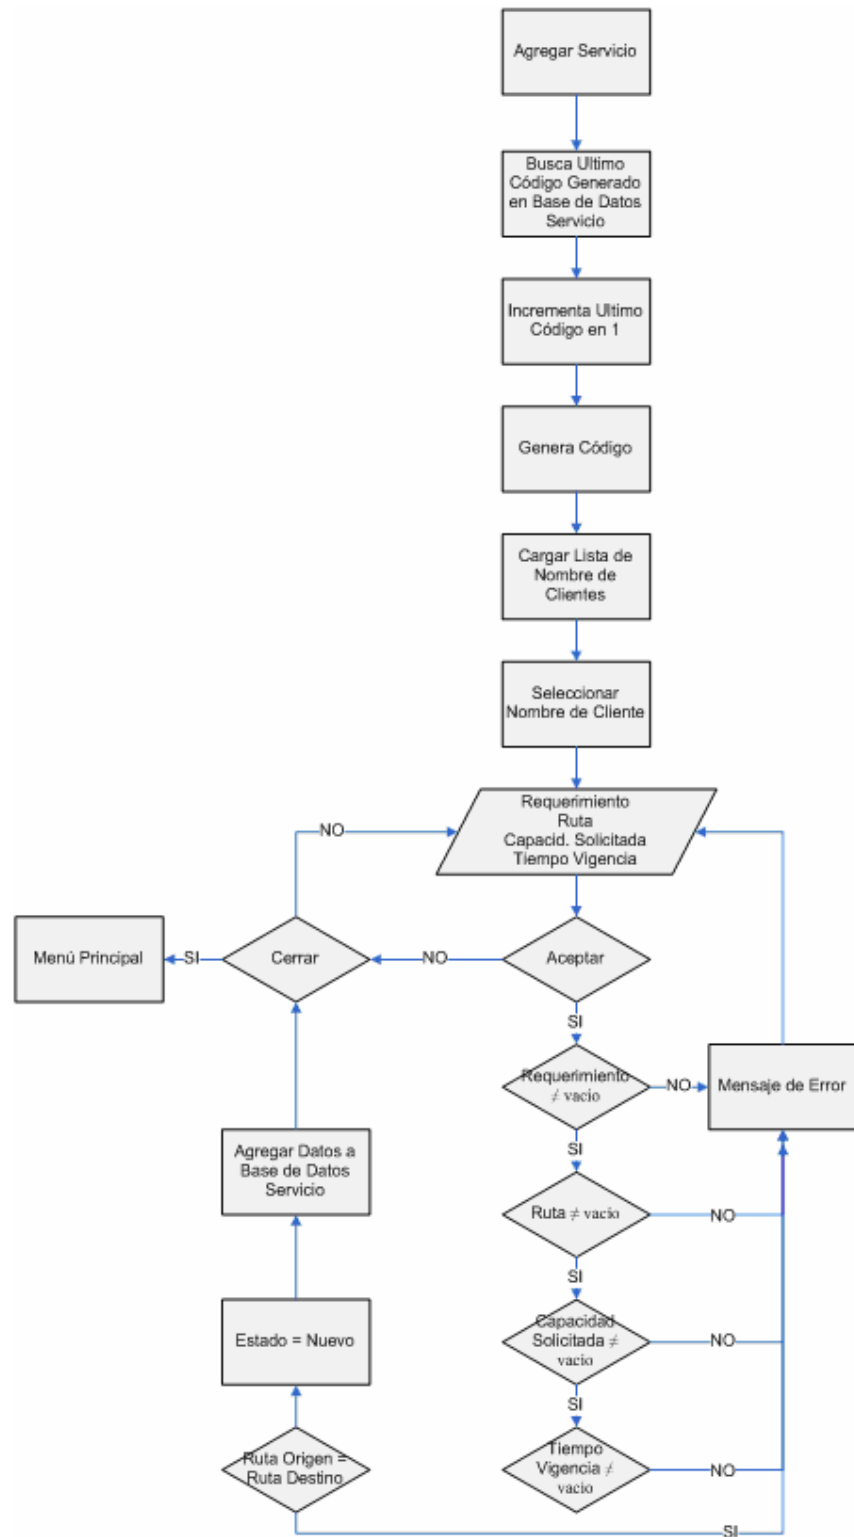 Agregar Servicio
Busca Ultimo
Código Generado
en Base de Datos
Servicio
Incrementa Ultimo
Código en 1
Genera Código
Cargar Lista de
Nombre de
Clientes
Seleccionar
Nombre de Cliente
Requerimiento
Ruta
Capacid. Solicitada
Tiempo Vigencia
NO
Menú Principal
SI
Cerrar
NO
Aceptar
SI
Requerimiento
≠ vacio
NO
Mensaje de Error
SI
Agregar Datos a
Base de Datos
Servicio
Ruta ≠ vacio
NO
SI
Estado = Nuevo
Capacidad
Solicitada ≠
vacio
NO
SI
Ruta Origen =
Ruta Destino
Tiempo
Vigencia ≠
vacio
NO
SI